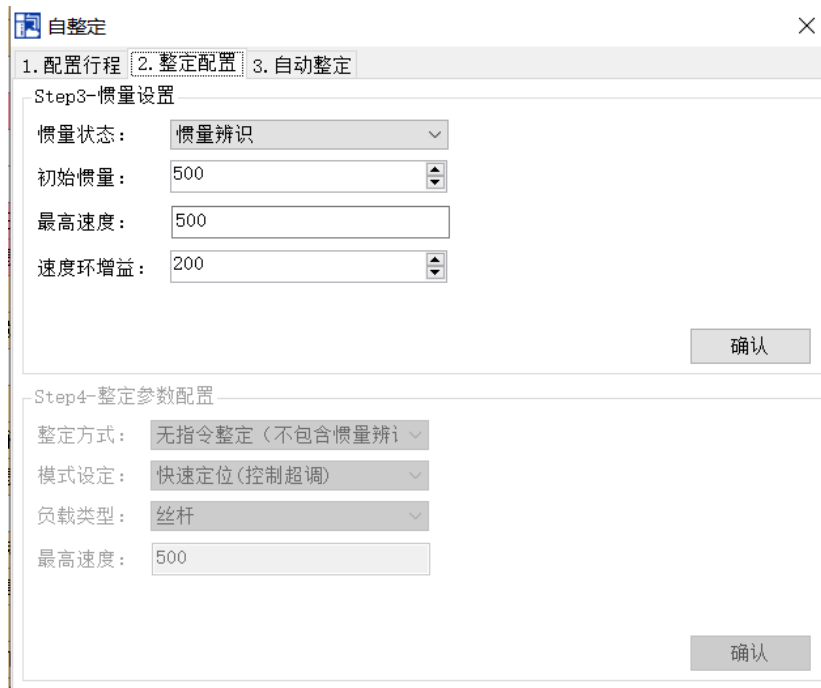 自整定
1.配置行程 2.整定配置 3.自动整定
Step3-惯量设置
惯量状态： 惯量辨识
初始惯量： 500
最高速度： 500
速度环增益： 200
确认
Step4-整定参数配置
整定方式： 无指令整定（不包含惯量辨
模式设定： 快速定位(控制超调)
负载类型： 丝杆
最高速度： 500
确认